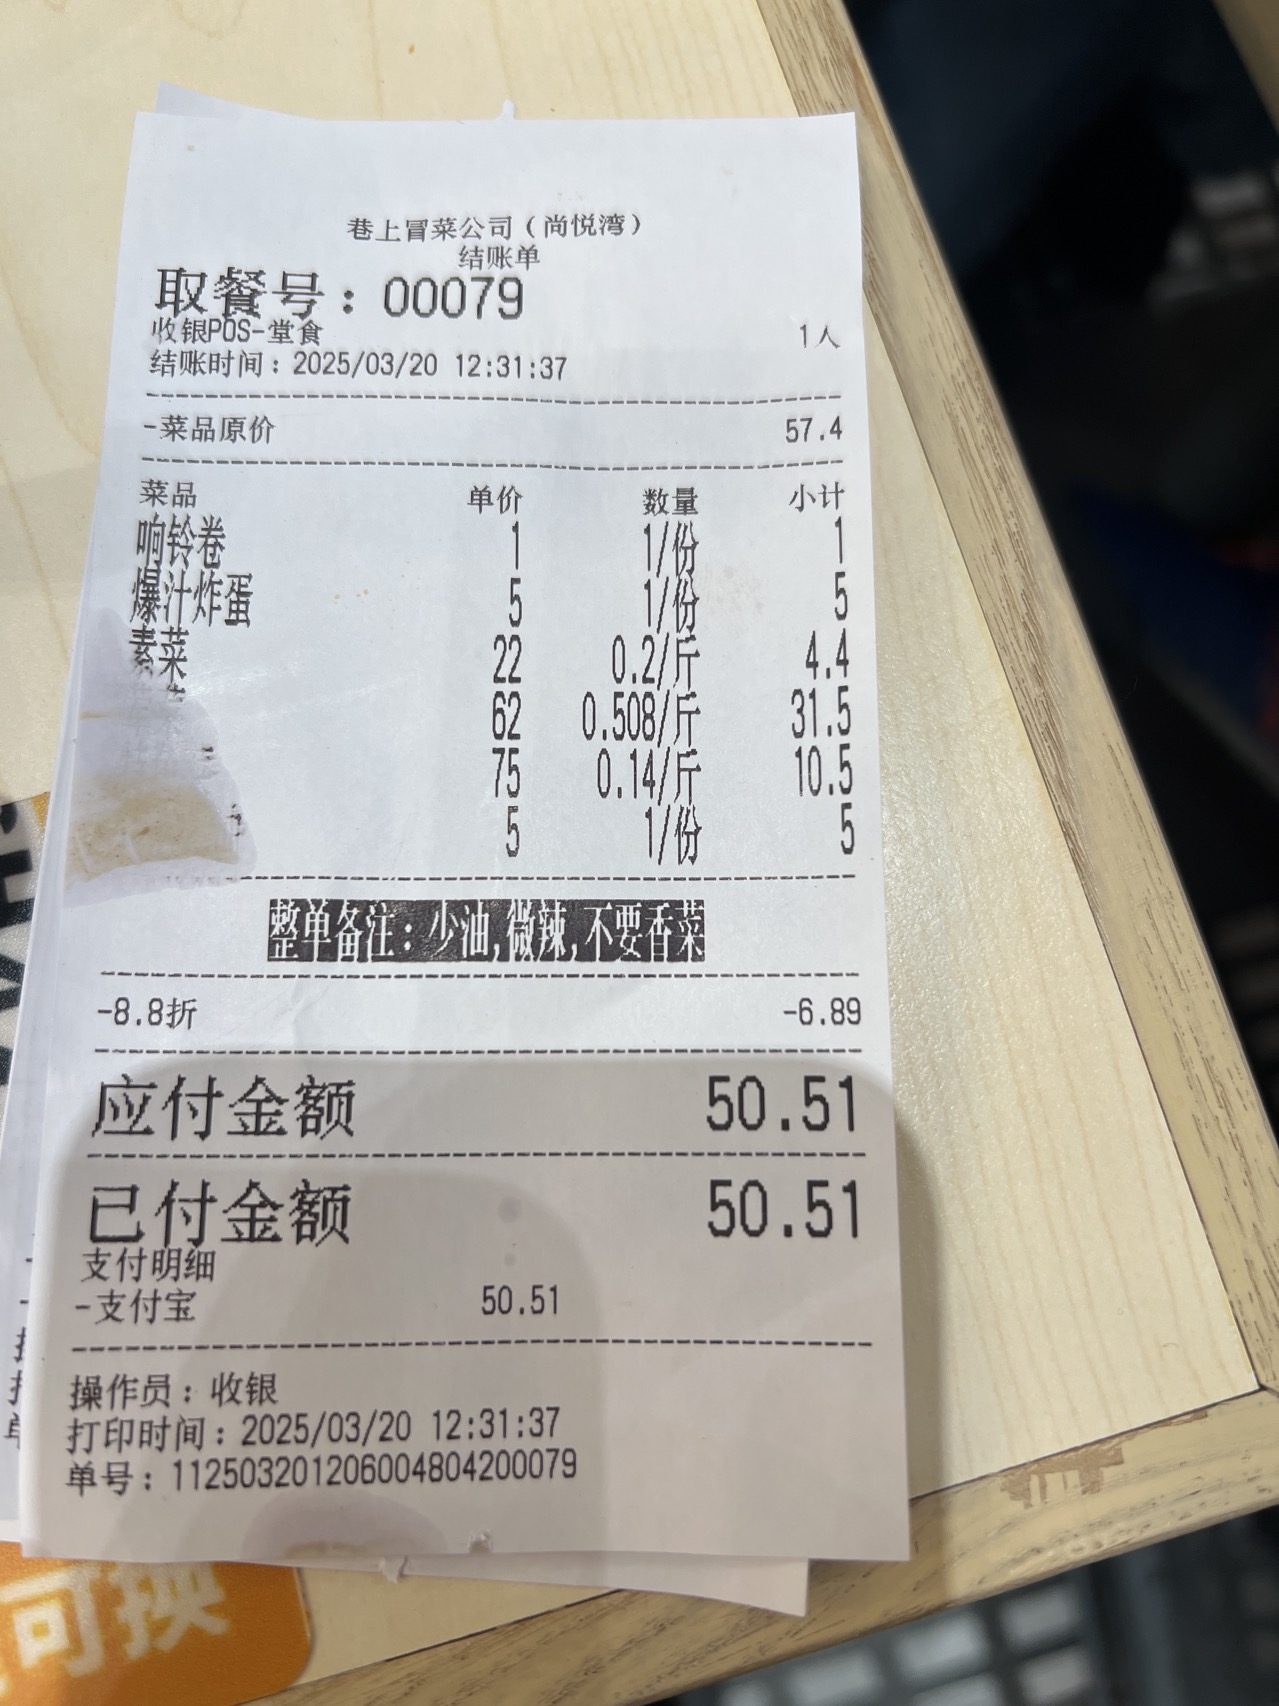 巷上冒菜公司（尚悦湾）
结账单
取餐号：00079
收银POS-堂食 1人
结账时间：2025/03/20 12:31:37
-菜品原价 57.4
菜品 单价 数量 小计
响铃卷 1 1/份 1
爆汁炸蛋 5 1/份 5
素菜 22 0.2/斤 4.4
62 0.508/斤 31.5
75 0.14/斤 10.5
5 1/份 5
整单备注：少油,微辣,不要香菜
-8.8折 -6.89
应付金额 50.51
已付金额 50.51
支付明细
-支付宝 50.51
操作员：收银
打印时间：2025/03/20 12:31:37
单号：112503201206004804200079
可换